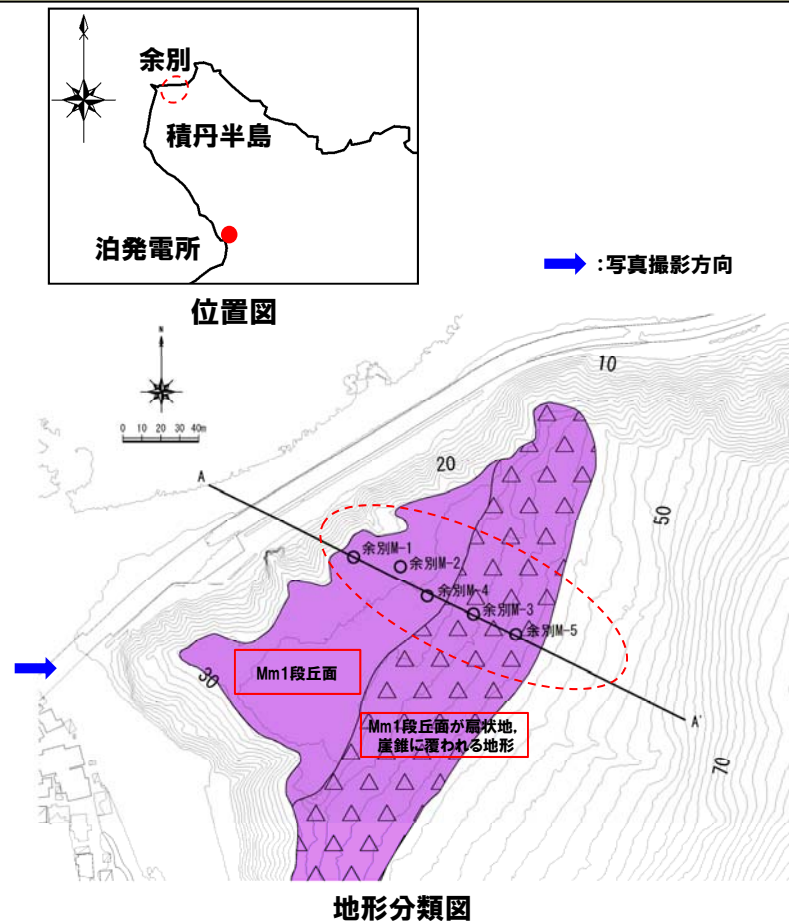 余別
積丹半島
泊発電所
位置図
:写真撮影方向
N
0 10 20 30 40m
10
20
A
50
余別M-1
余別M-2
余別M-4
余別M-3
余別M-5
30
Mm1段丘面
Mm1段丘面が扇状地,
崖錐に覆われる地形
A'
70
地形分類図